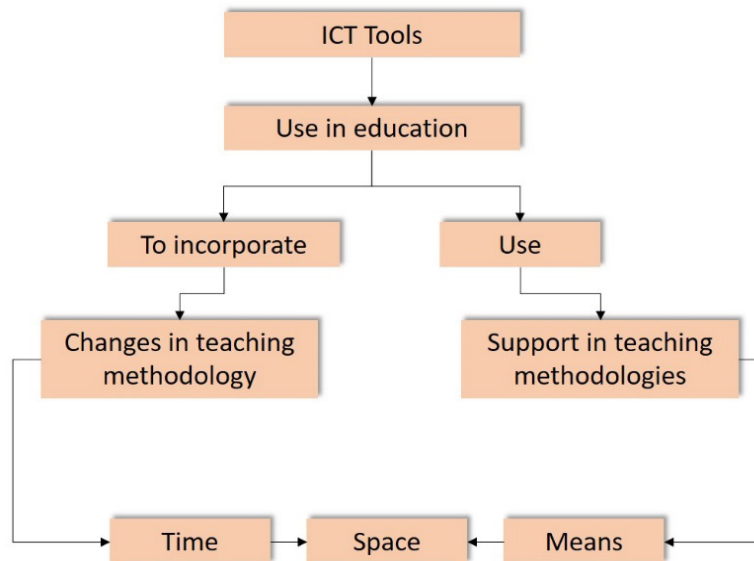 ICT Tools
Use in education
To incorporate
Use
Changes in teaching
methodology
Support in teaching
methodologies
Time
Space
Means